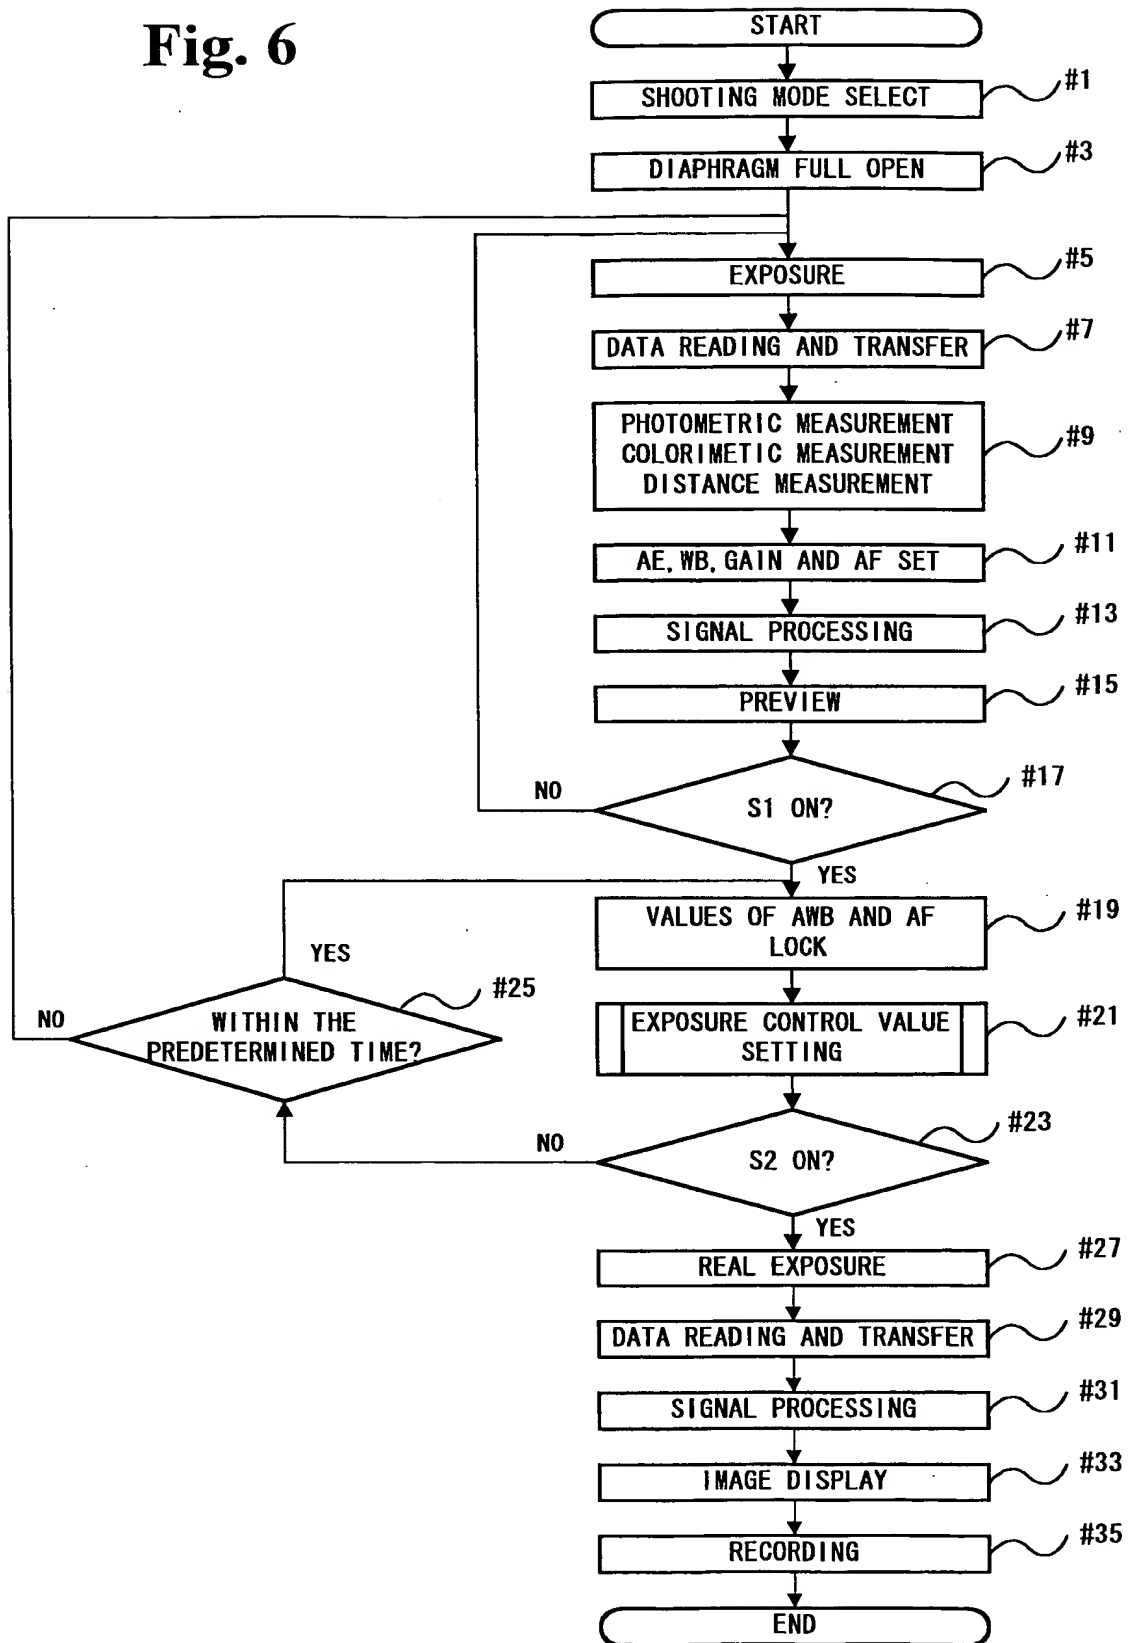 Fig. 6
START
SHOOTING MODE SELECT
#1
DIAPHRAGM FULL OPEN
#3
EXPOSURE
#5
DATA READING AND TRANSFER
#7
PHOTOMETRIC MEASUREMENT
COLORIMETIC MEASUREMENT
DISTANCE MEASUREMENT
#9
AE, WB, GAIN AND AF SET
#11
SIGNAL PROCESSING
#13
PREVIEW
#15
S1 ON?
#17
NO
YES
VALUES OF AWB AND AF
LOCK
#19
EXPOSURE CONTROL VALUE
SETTING
#21
YES
#25
WITHIN THE
PREDETERMINED TIME?
NO
S2 ON?
#23
NO
YES
REAL EXPOSURE
#27
DATA READING AND TRANSFER
#29
SIGNAL PROCESSING
#31
IMAGE DISPLAY
#33
RECORDING
#35
END